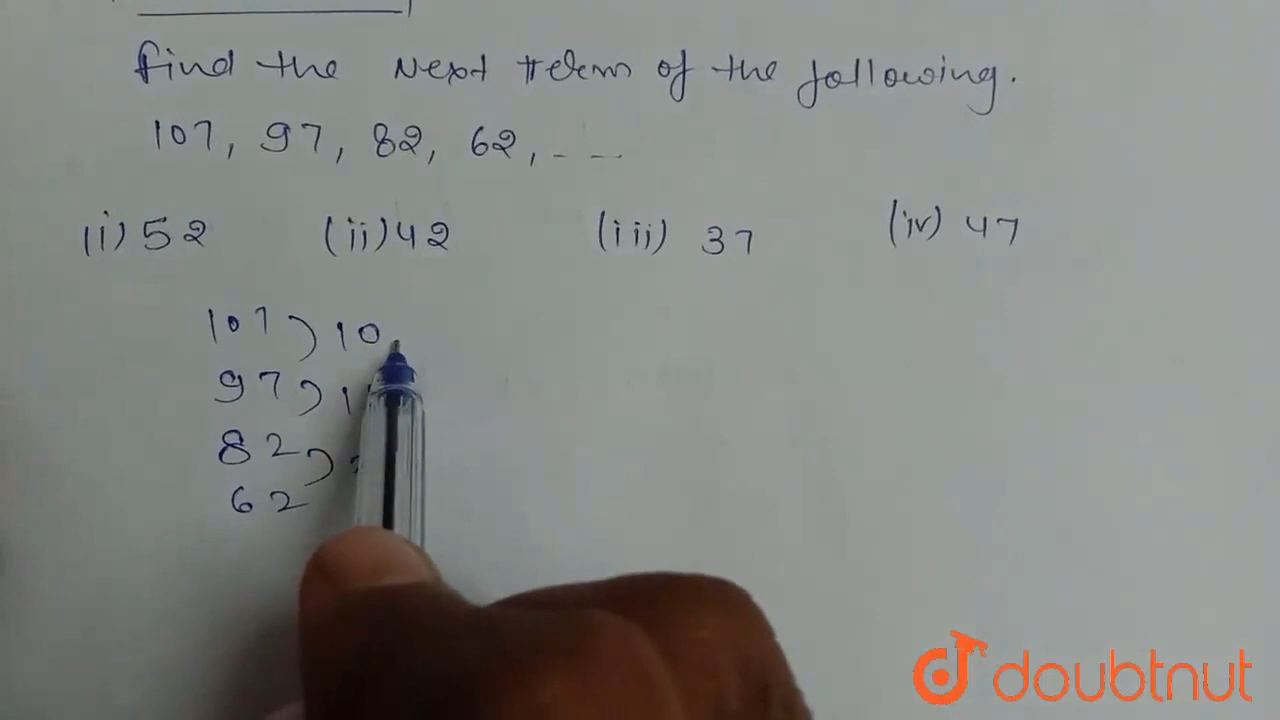 find the Next term of the following.
107, 97, 82, 62, - -
(i) 52 (ii) 42 (iii) 37 (iv) 47
107 ) 10
97 )
82 )
62
doubtnut